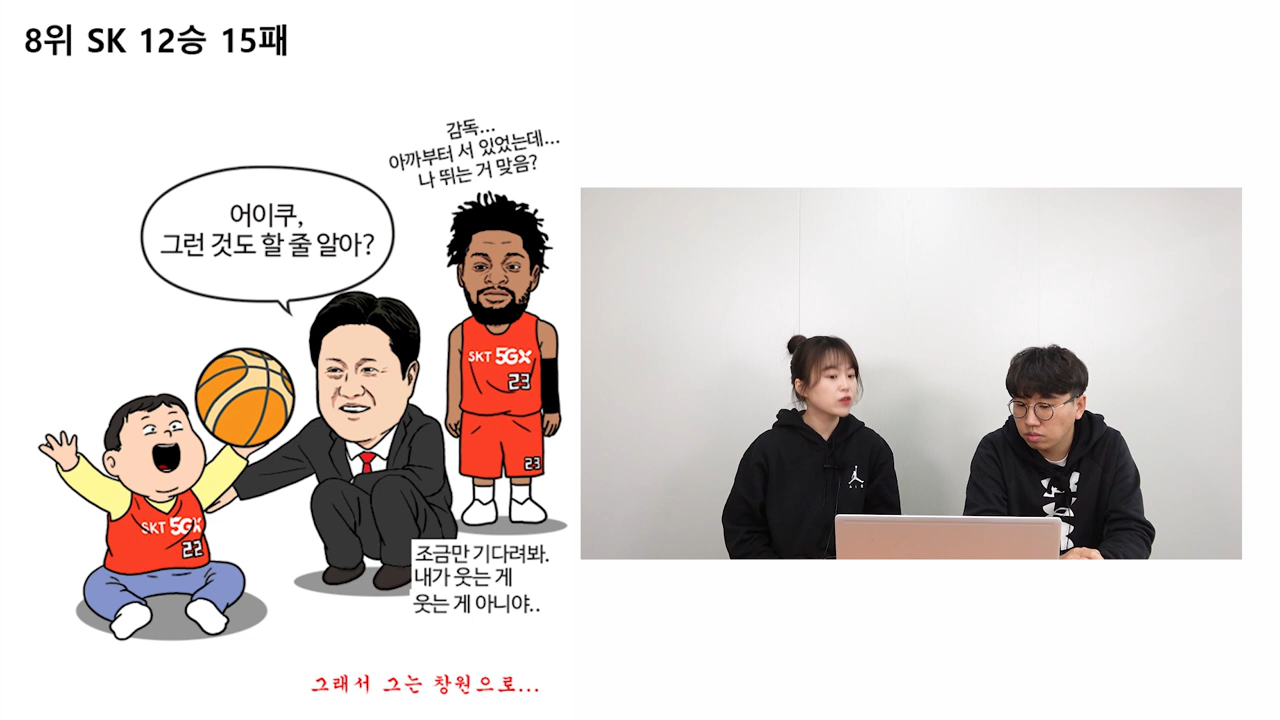 8위 SK 12승 15패
감독...
아까부터 서 있었는데...
나 뛰는 거 맞음?
어이쿠,
그런 것도 할 줄 알아?
SKT 5GX
23
23
SKT 5GX
22
조금만 기다려봐.
내가 웃는 게
웃는 게 아니야..
그래서 그는 창원으로...